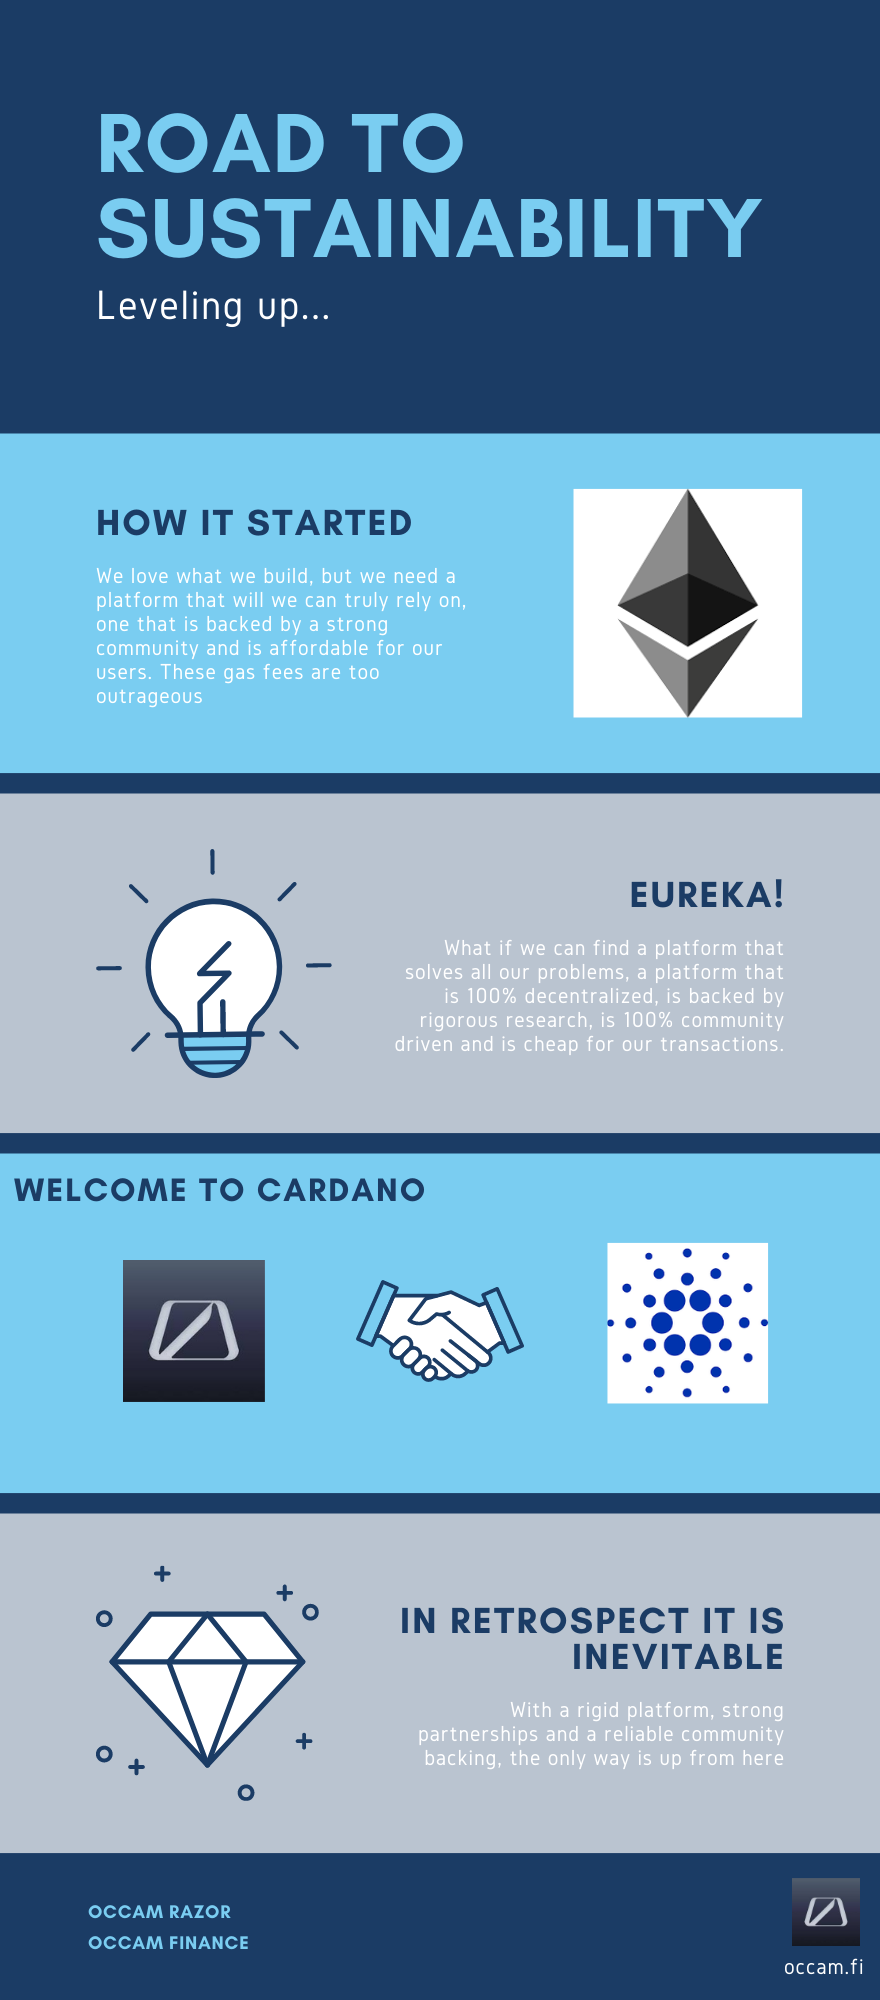 ROAD TO
SUSTAINABILITY
Leveling up...
HOW IT STARTED
We love what we build, but we need a
platform that will we can truly rely on,
one that is backed by a strong
community and is affordable for our
users. These gas fees are too
outrageous
EUREKA!
What if we can find a platform that
solves all our problems, a platform that
is 100% decentralized, is backed by
rigorous research, is 100% community
driven and is cheap for our transactions.
WELCOME TO CARDANO
IN RETROSPECT IT IS
INEVITABLE
With a rigid platform, strong
partnerships and a reliable community
backing, the only way is up from here
OCCAM RAZOR
OCCAM FINANCE
occam.fi